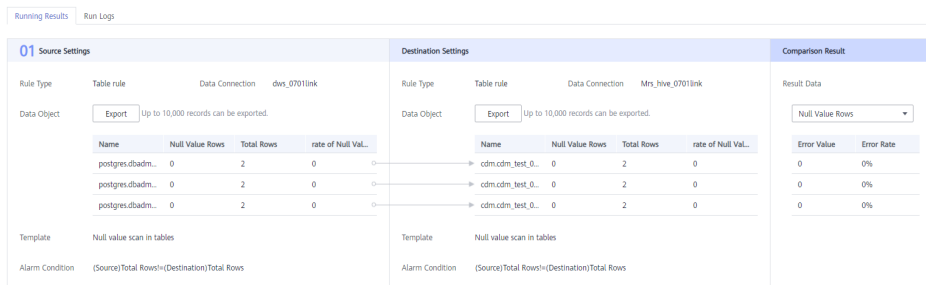 Running Results Run Logs
01 Source Settings Destination Settings Comparison Result
Rule Type Table rule Data Connection dws_0701link Rule Type Table rule Data Connection Mrs_hive_0701link Result Data
Data Object Export Up to 10,000 records can be exported. Data Object Export Up to 10,000 records can be exported. Null Value Rows
Name Null Value Rows Total Rows rate of Null Val... Name Null Value Rows Total Rows rate of Null Val... Error Value Error Rate
postgres.dbadm... 0 2 0 cdm.cdm_test_0... 0 2 0 0 0%
postgres.dbadm... 0 2 0 cdm.cdm_test_0... 0 2 0 0 0%
postgres.dbadm... 0 2 0 cdm.cdm_test_0... 0 2 0 0 0%
Template Null value scan in tables Template Null value scan in tables
Alarm Condition (Source)Total Rows!=(Destination)Total Rows Alarm Condition (Source)Total Rows!=(Destination)Total Rows